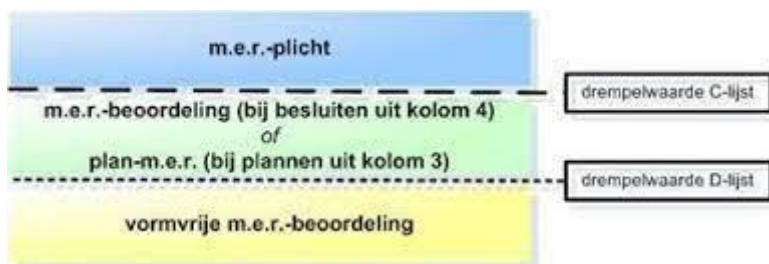 m.e.r.-plicht
drempelwaarde C-lijst
m.e.r.-beoordeling (bij besluiten uit kolom 4)
of
plan-m.e.r. (bij plannen uit kolom 3)
drempelwaarde D-lijst
vormvrije m.e.r.-beoordeling